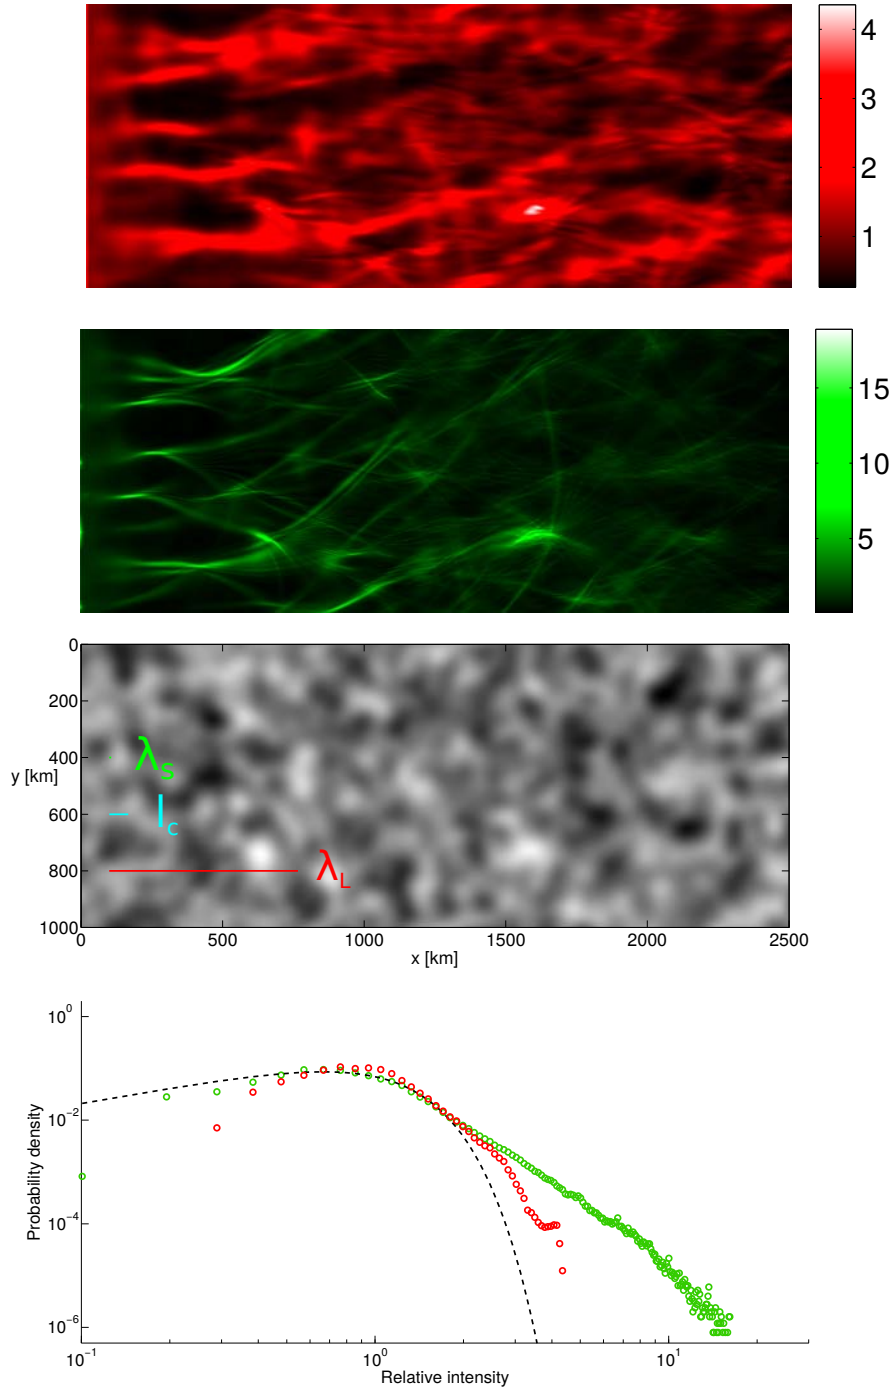 4
3
2
1
15
10
5
0
200
400
600
800
1000
y [km]
λS
lc
λL
0 500 1000 1500 2000 2500
x [km]
10^0
10^−2
10^−4
10^−6
Probability density
10^−1 10^0 10^1
Relative intensity